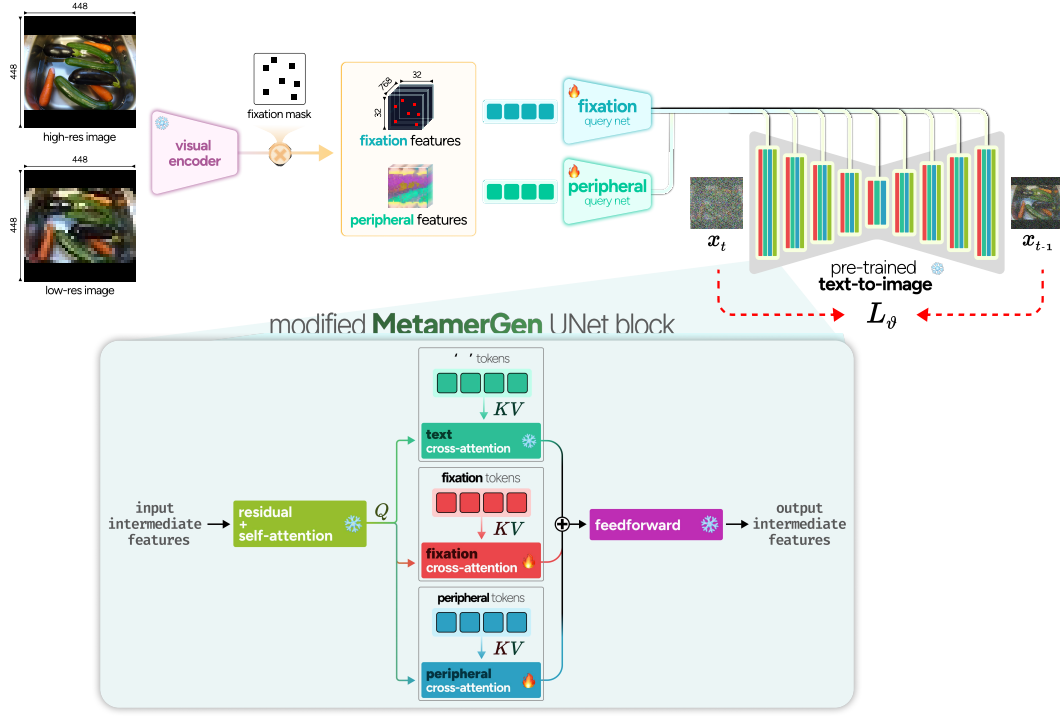 448
448
high-res image
448
448
low-res image
visual
encoder
fixation mask
768
32
32
fixation features
peripheral features
fixation
query net
peripheral
query net
x_t
x_{t-1}
pre-trained
text-to-image
L_ϑ
modified MetamerGen UNet block
' ' tokens
KV
text
cross-attention
fixation tokens
KV
fixation
cross-attention
peripheral tokens
KV
peripheral
cross-attention
input
intermediate
features
residual
+
self-attention
Q
feedforward
output
intermediate
features